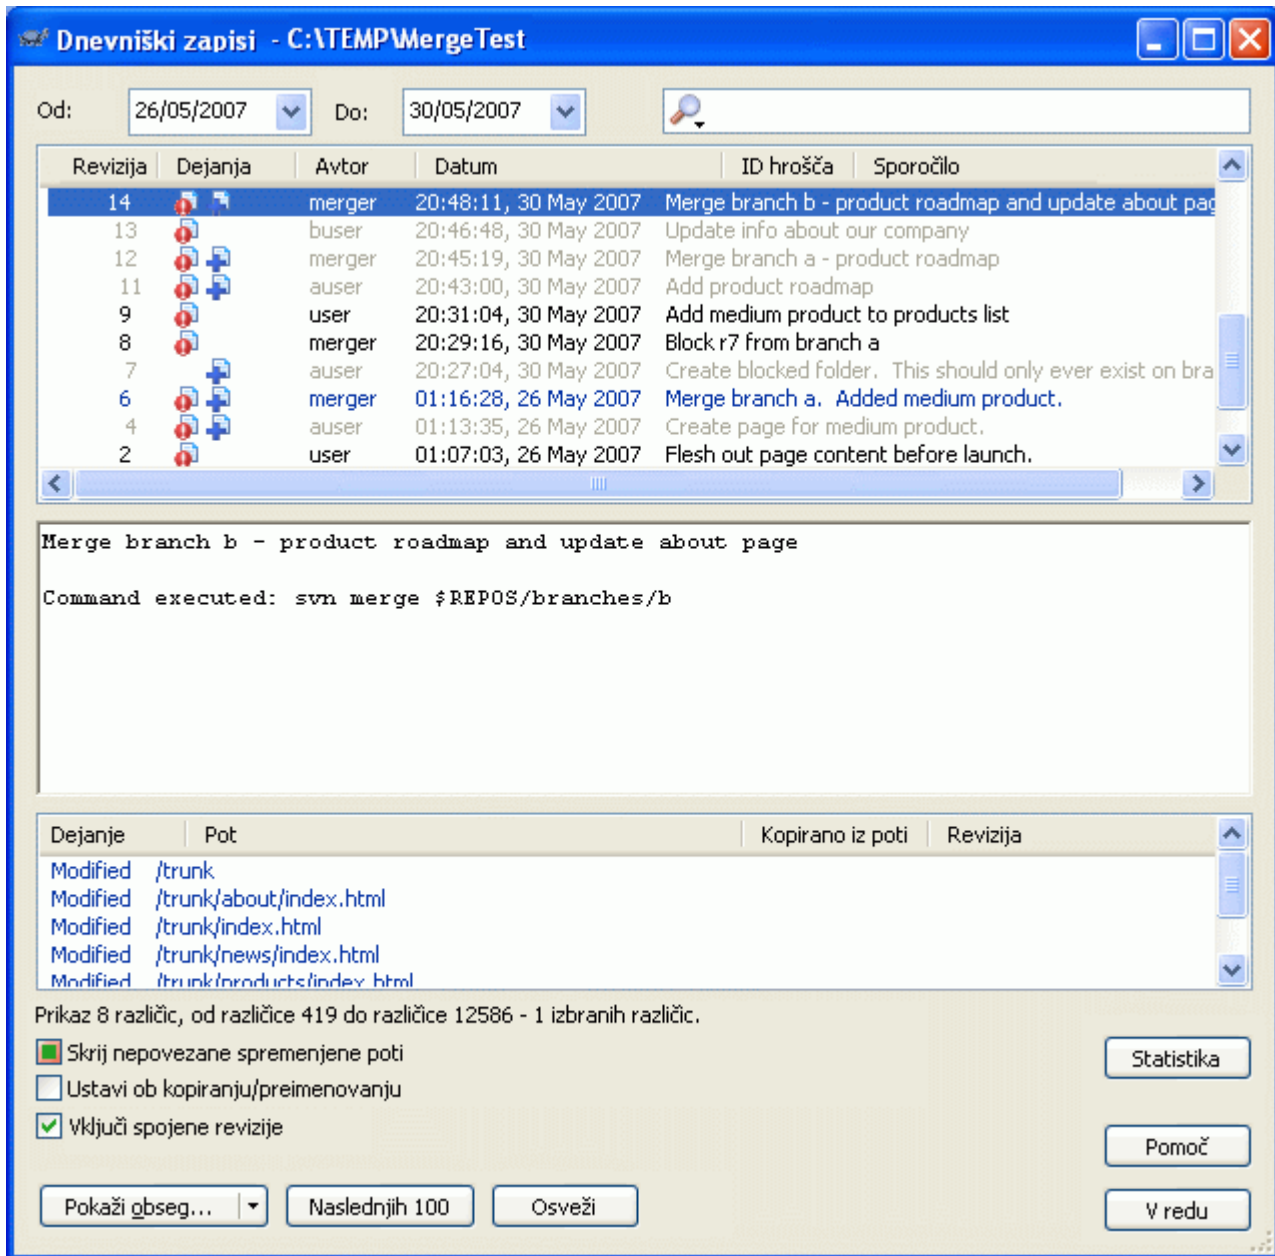 Dnevniški zapisi - C:\TEMP\MergeTest
Od: 26/05/2007 Do: 30/05/2007
Revizija Dejanja Avtor Datum ID hrošča Sporočilo
14 merger 20:48:11, 30 May 2007 Merge branch b - product roadmap and update about pag
13 buser 20:46:48, 30 May 2007 Update info about our company
12 merger 20:45:19, 30 May 2007 Merge branch a - product roadmap
11 auser 20:43:00, 30 May 2007 Add product roadmap
9 user 20:31:04, 30 May 2007 Add medium product to products list
8 merger 20:29:16, 30 May 2007 Block r7 from branch a
7 auser 20:27:04, 30 May 2007 Create blocked folder. This should only ever exist on bra
6 merger 01:16:28, 26 May 2007 Merge branch a. Added medium product.
4 auser 01:13:35, 26 May 2007 Create page for medium product.
2 user 01:07:03, 26 May 2007 Flesh out page content before launch.
Merge branch b - product roadmap and update about page
Command executed: svn merge $REPOS/branches/b
Dejanje Pot Kopirano iz poti Revizija
Modified /trunk
Modified /trunk/about/index.html
Modified /trunk/index.html
Modified /trunk/news/index.html
Modified /trunk/products/index.html
Prikaz 8 različic, od različice 419 do različice 12586 - 1 izbranih različic.
Skrij nepovezane spremenjene poti
Statistika
Ustavi ob kopiranju/preimenovanju
Vključi spojene revizije
Pomoč
Pokaži obseg... Naslednjih 100 Osveži V redu